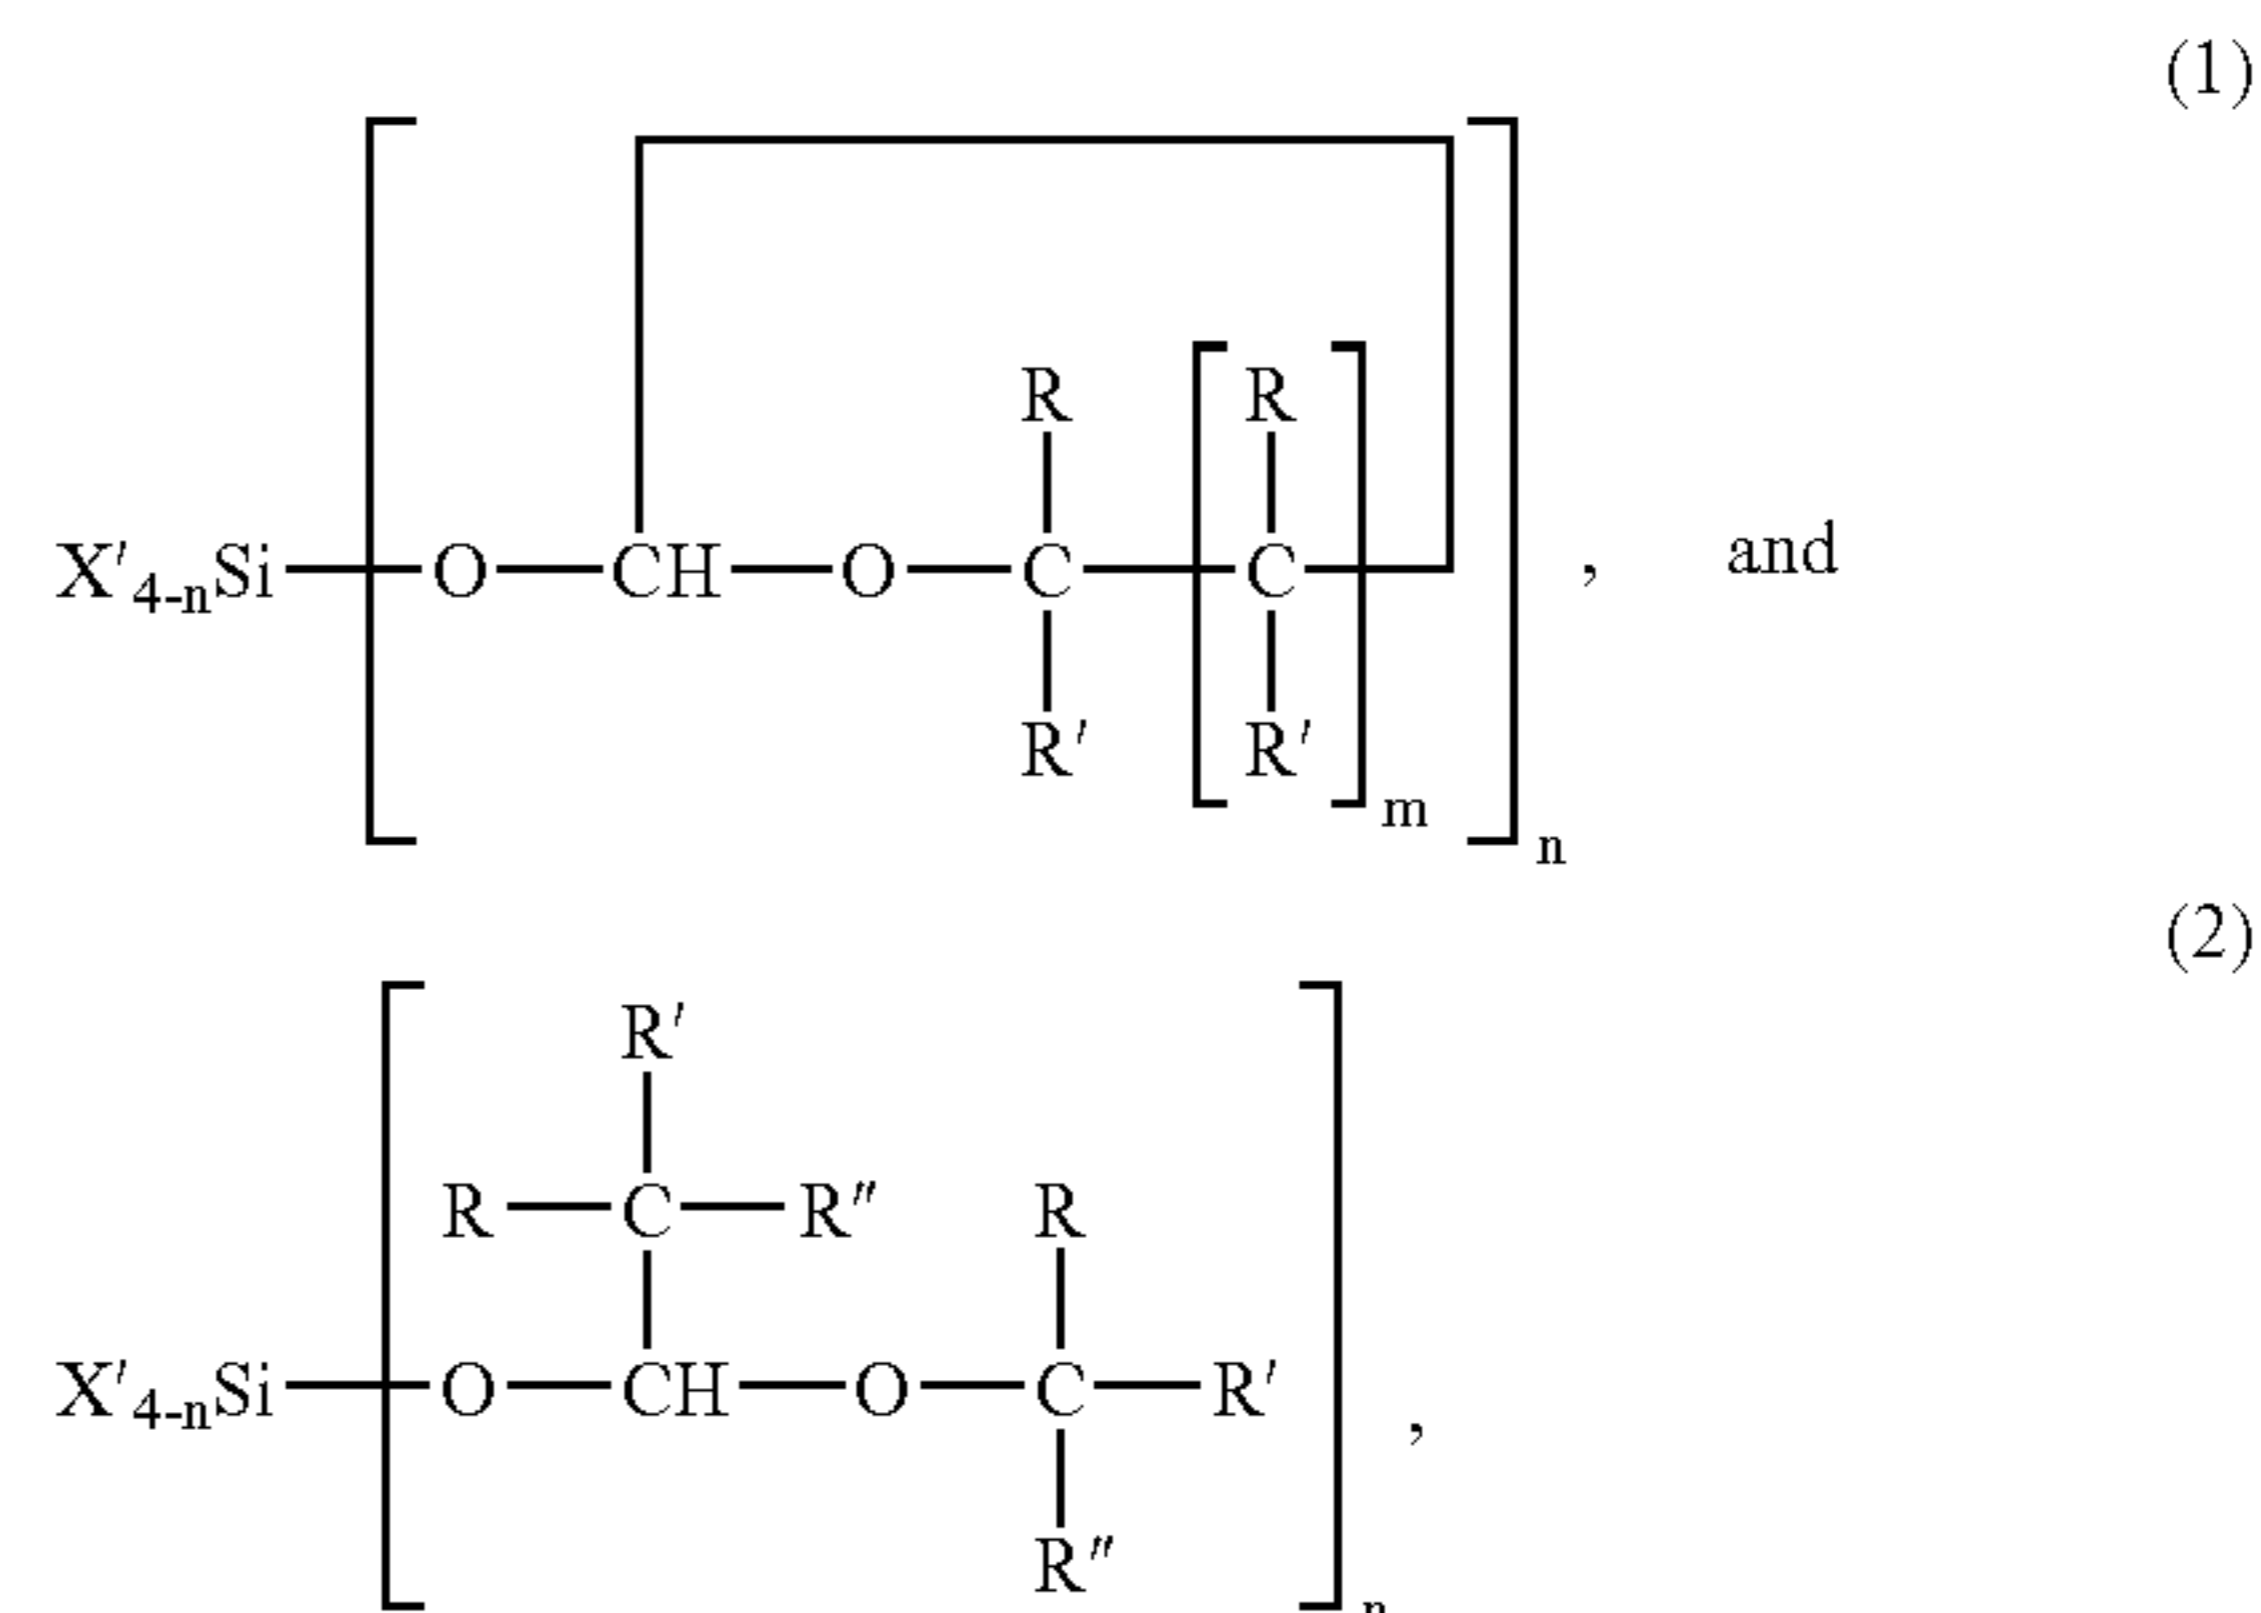 (1)
R R
X′4-nSi O CH O C C , and
R′ R′
m
n
(2)
R′
R C R″ R
X′4-nSi O CH O C R′ ,
R″
n